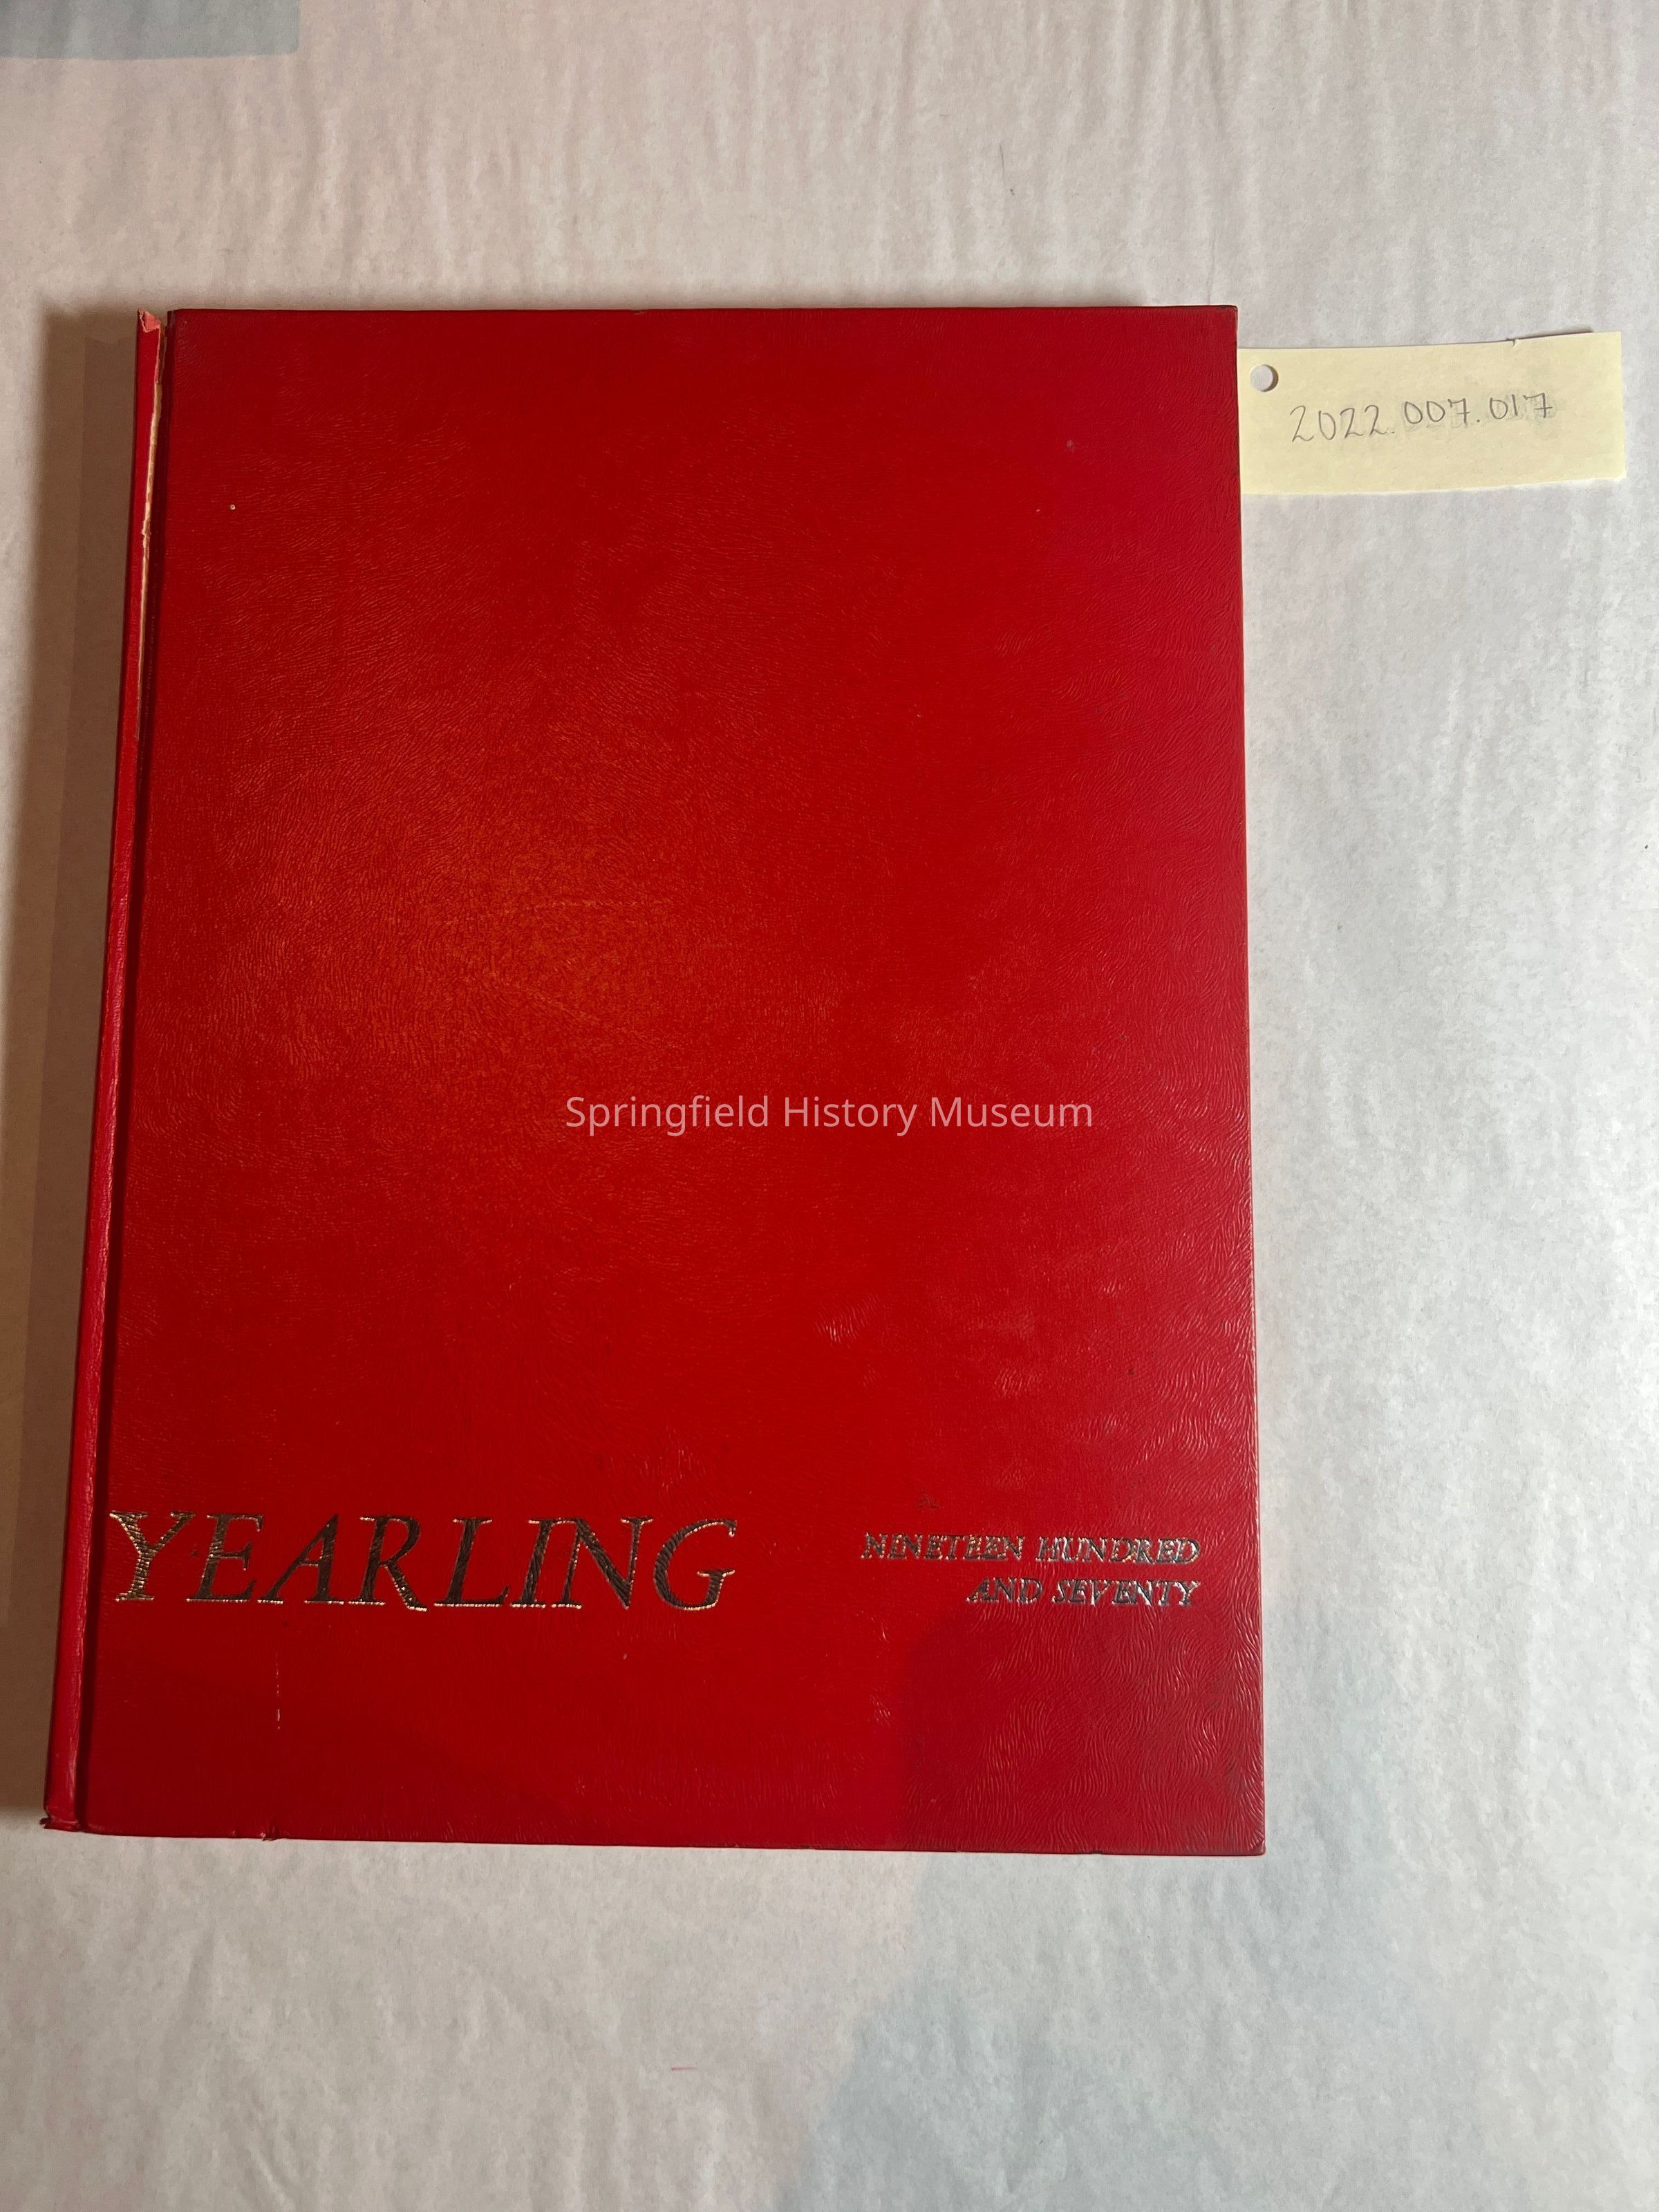 2022.007.017
Springfield History Museum
YEARLING
NINETEEN HUNDRED
AND SEVENTY